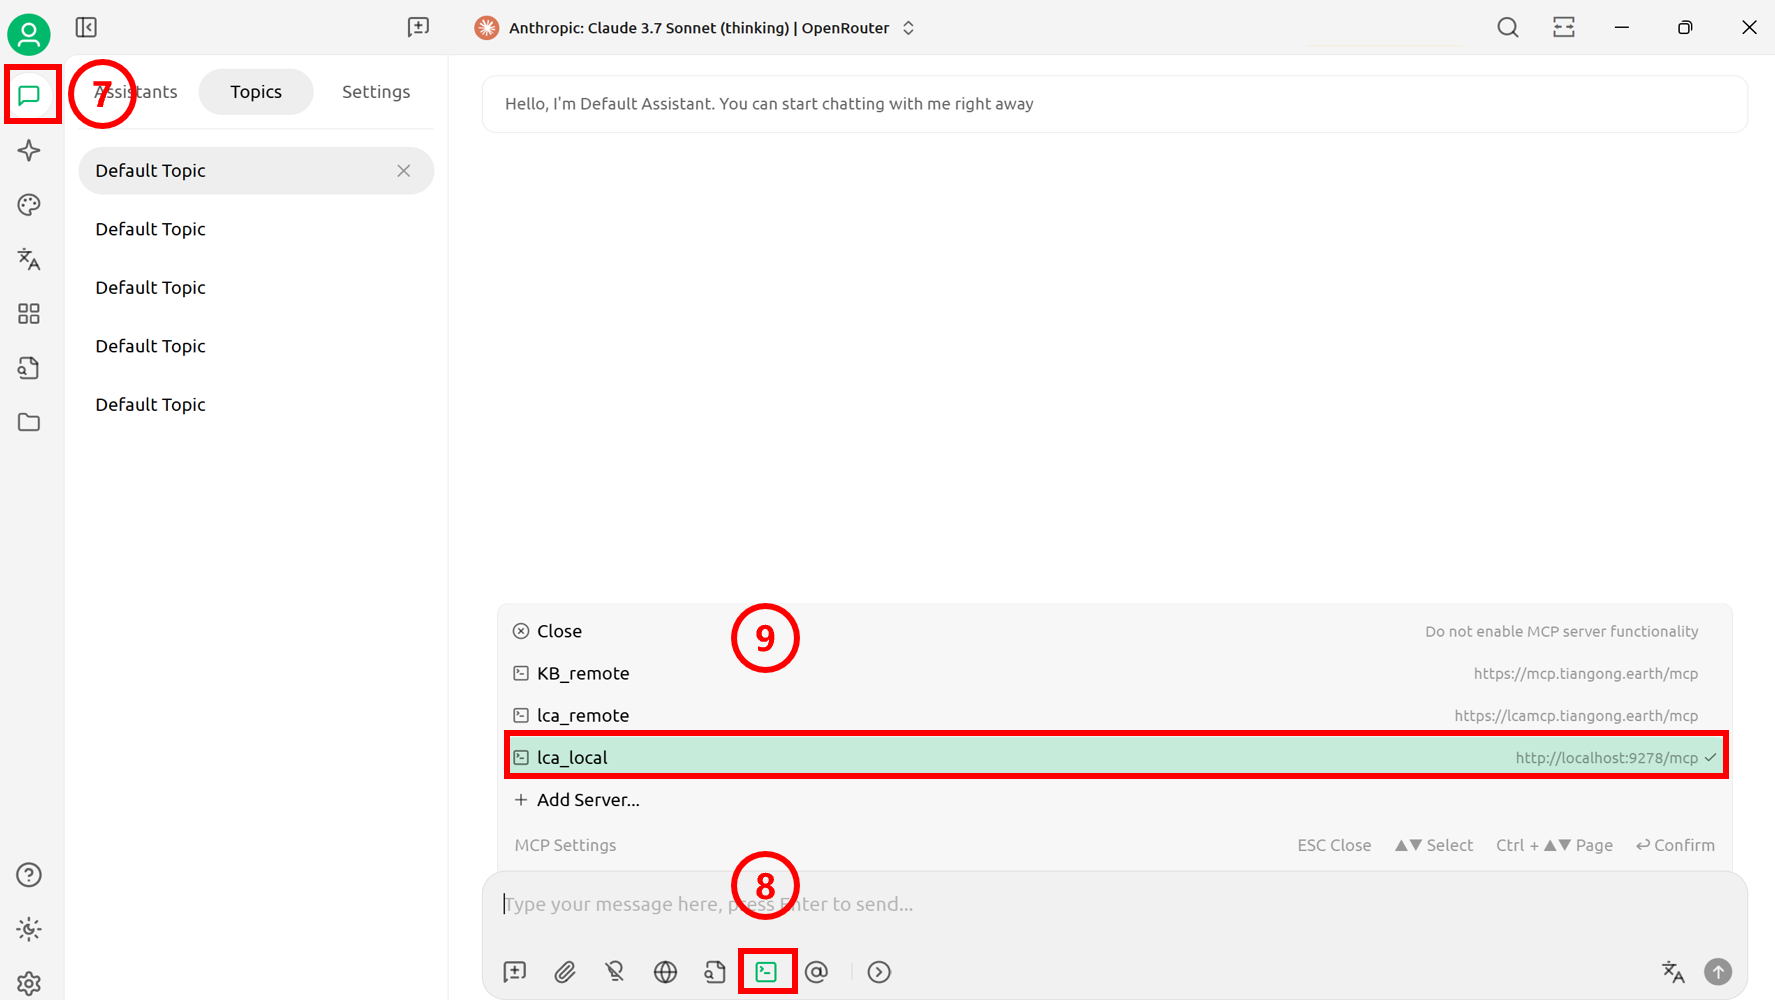 Anthropic: Claude 3.7 Sonnet (thinking) | OpenRouter
7
Assistants
Topics
Settings
Hello, I'm Default Assistant. You can start chatting with me right away
Default Topic
Default Topic
Default Topic
Default Topic
Default Topic
9
Close
Do not enable MCP server functionality
KB_remote
https://mcp.tiangong.earth/mcp
lca_remote
https://lcamcp.tiangong.earth/mcp
lca_local
http://localhost:9278/mcp
Add Server...
MCP Settings
ESC Close ▲▼ Select Ctrl + ▲▼ Page ↩ Confirm
8
Type your message here, press Enter to send...